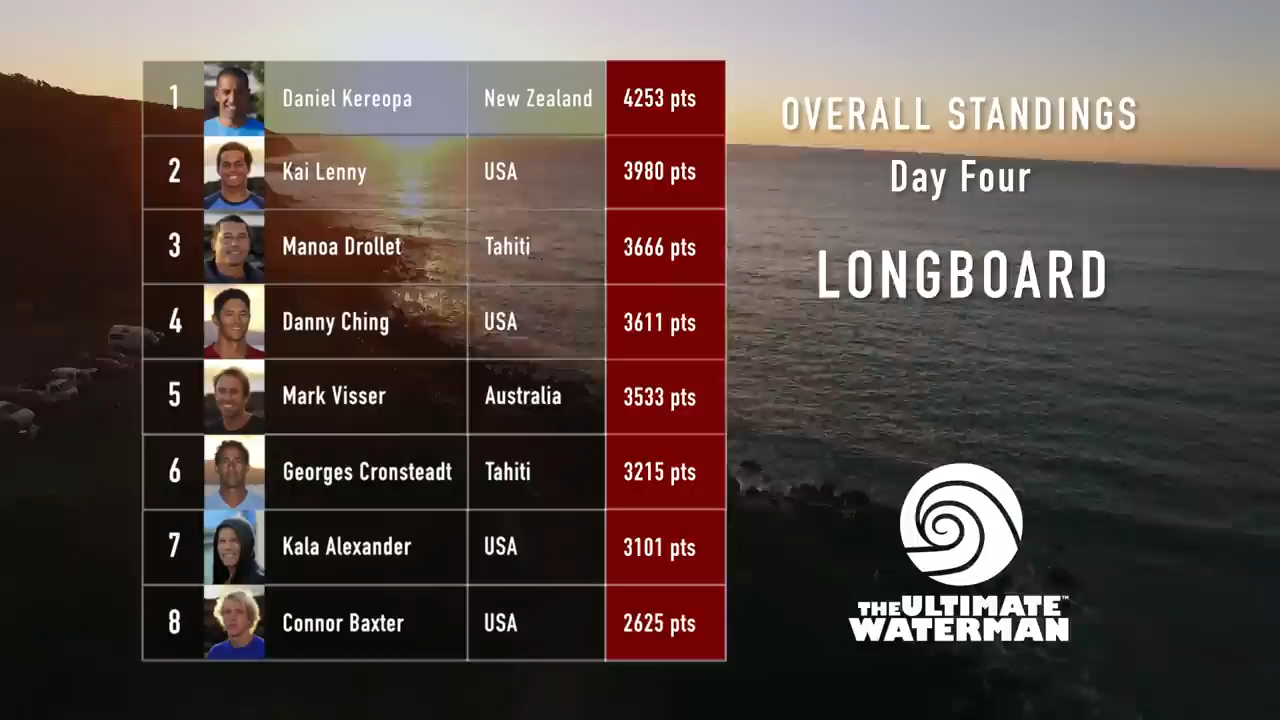 1 Daniel Kereopa New Zealand 4253 pts
2 Kai Lenny USA 3980 pts
3 Manoa Drollet Tahiti 3666 pts
4 Danny Ching USA 3611 pts
5 Mark Visser Australia 3533 pts
6 Georges Cronsteadt Tahiti 3215 pts
7 Kala Alexander USA 3101 pts
8 Connor Baxter USA 2625 pts
OVERALL STANDINGS
Day Four
LONGBOARD
THE ULTIMATE™
WATERMAN